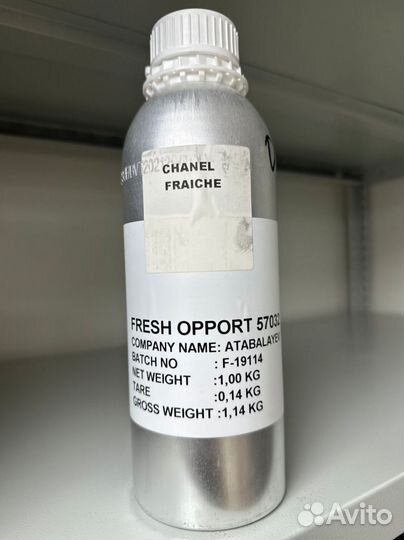 CHANEL
FRAICHE
FRESH OPPORT 57032
COMPANY NAME: ATABALAYEV
BATCH NO : F-19114
NET WEIGHT :1,00 KG
TARE :0,14 KG
GROSS WEIGHT :1,14 KG
Avito